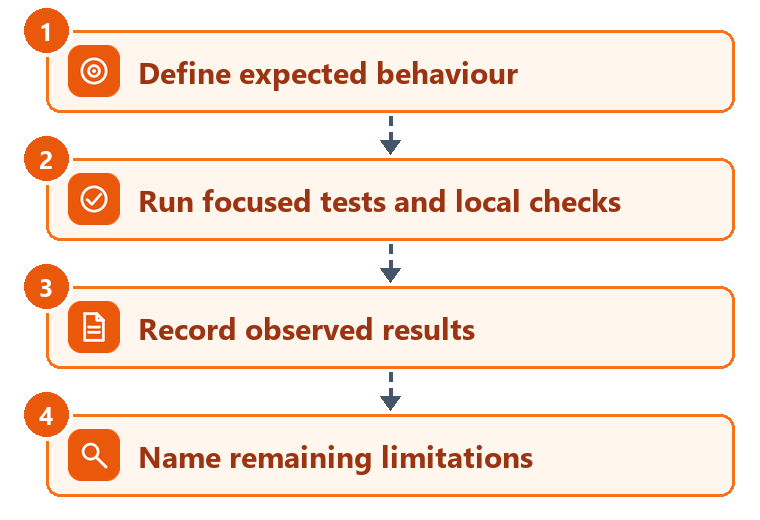 1
Define expected behaviour
2
Run focused tests and local checks
3
Record observed results
4
Name remaining limitations